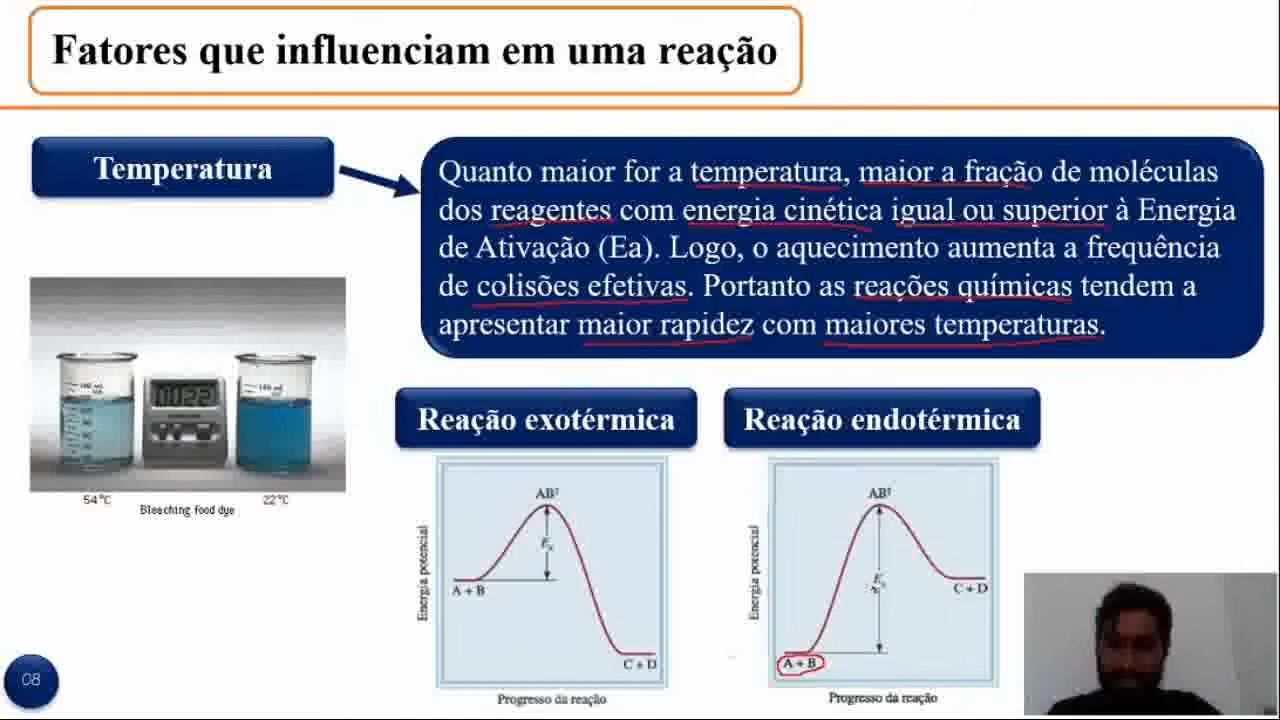 Fatores que influenciam em uma reação
Temperatura
Quanto maior for a temperatura, maior a fração de moléculas
dos reagentes com energia cinética igual ou superior à Energia
de Ativação (Ea). Logo, o aquecimento aumenta a frequência
de colisões efetivas. Portanto as reações químicas tendem a
apresentar maior rapidez com maiores temperaturas.
54°C
22°C
Bleaching food dye
Reação exotérmica
Reação endotérmica
Energia potencial
AB‡
Ea
A + B
C + D
Progresso da reação
Energia potencial
AB‡
Ea
C + D
A + B
Progresso da reação
08